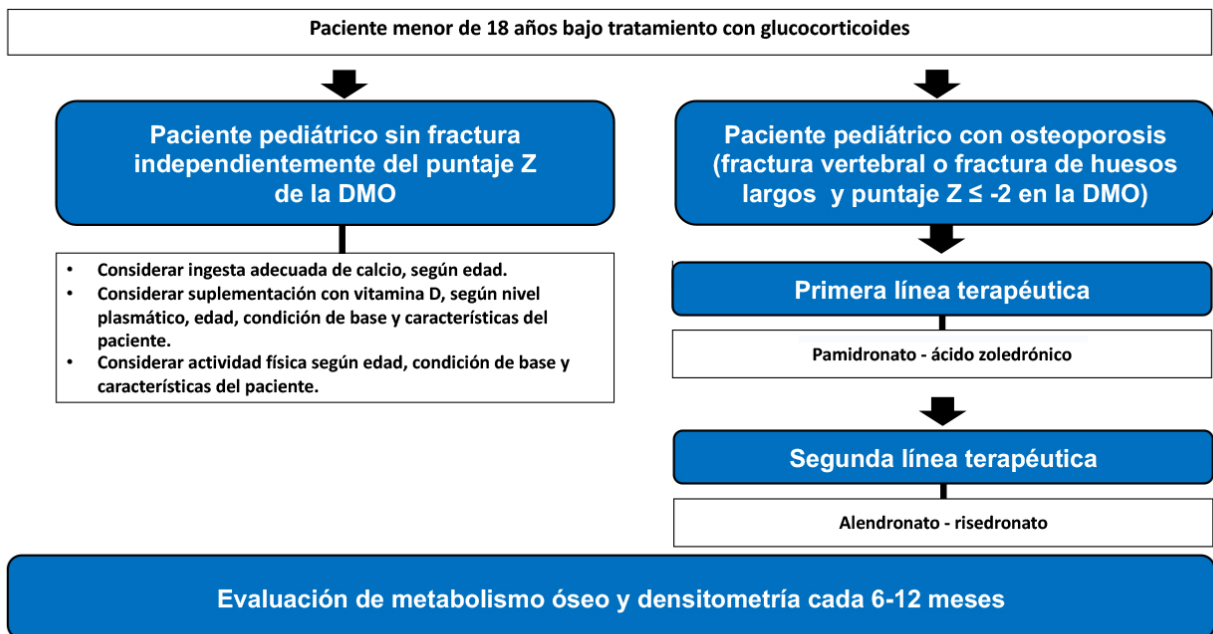 Paciente menor de 18 años bajo tratamiento con glucocorticoides
Paciente pediátrico sin fractura
independientemente del puntaje Z
de la DMO
• Considerar ingesta adecuada de calcio, según edad.
• Considerar suplementación con vitamina D, según nivel
plasmático, edad, condición de base y características del
paciente.
• Considerar actividad física según edad, condición de base y
características del paciente.
Paciente pediátrico con osteoporosis
(fractura vertebral o fractura de huesos
largos y puntaje Z ≤ -2 en la DMO)
Primera línea terapéutica
Pamidronato - ácido zoledrónico
Segunda línea terapéutica
Alendronato - risedronato
Evaluación de metabolismo óseo y densitometría cada 6-12 meses